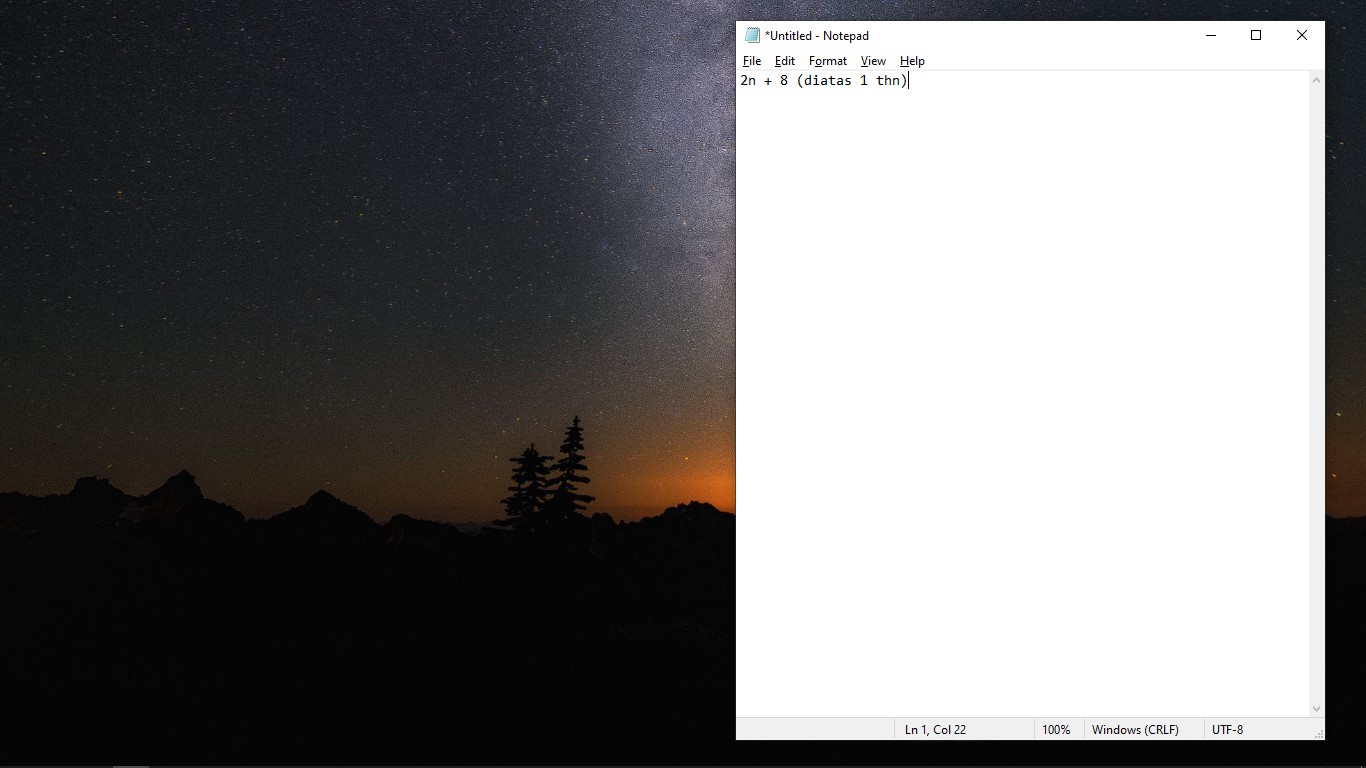 *Untitled - Notepad
File Edit Format View Help
2n + 8 (diatas 1 thn)
Ln 1, Col 22 100% Windows (CRLF) UTF-8